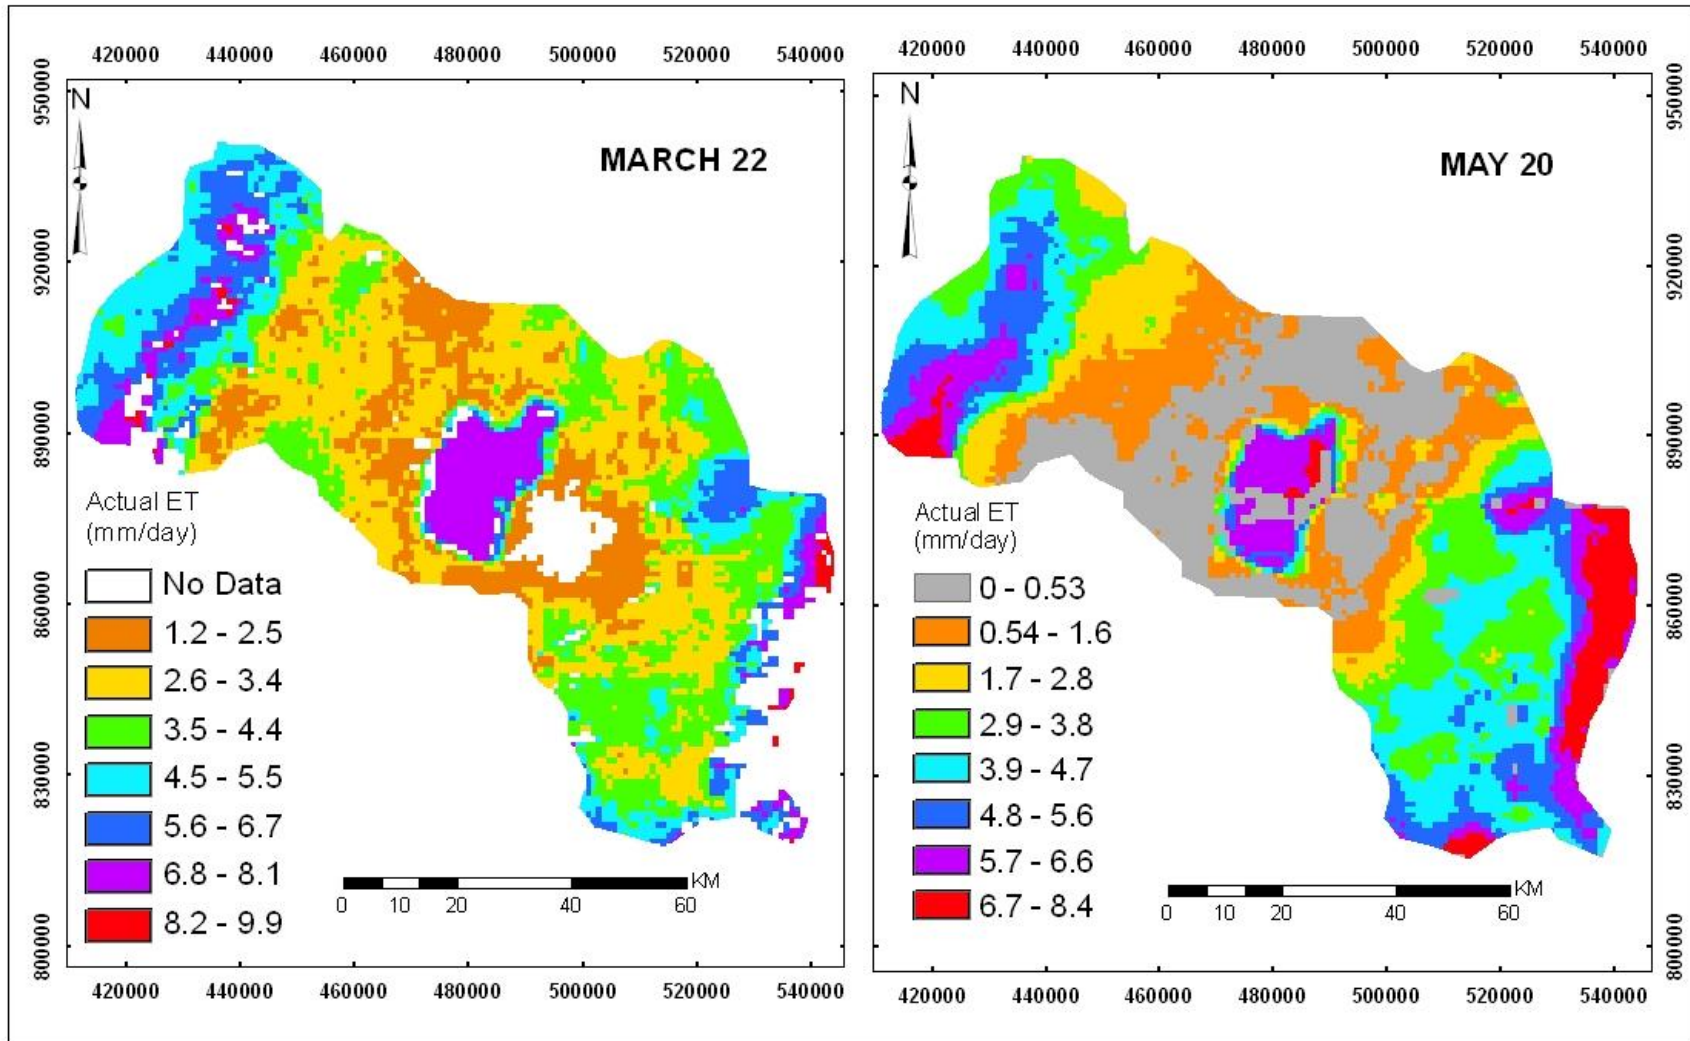 420000 440000 460000 480000 500000 520000 540000
950000
920000
890000
860000
830000
800000
N
MARCH 22
Actual ET
(mm/day)
No Data
1.2 - 2.5
2.6 - 3.4
3.5 - 4.4
4.5 - 5.5
5.6 - 6.7
6.8 - 8.1
8.2 - 9.9
KM
0 10 20 40 60
420000 440000 460000 480000 500000 520000 540000
420000 440000 460000 480000 500000 520000 540000
N
MAY 20
Actual ET
(mm/day)
0 - 0.53
0.54 - 1.6
1.7 - 2.8
2.9 - 3.8
3.9 - 4.7
4.8 - 5.6
5.7 - 6.6
6.7 - 8.4
KM
0 10 20 40 60
950000
920000
890000
860000
830000
800000
420000 440000 460000 480000 500000 520000 540000